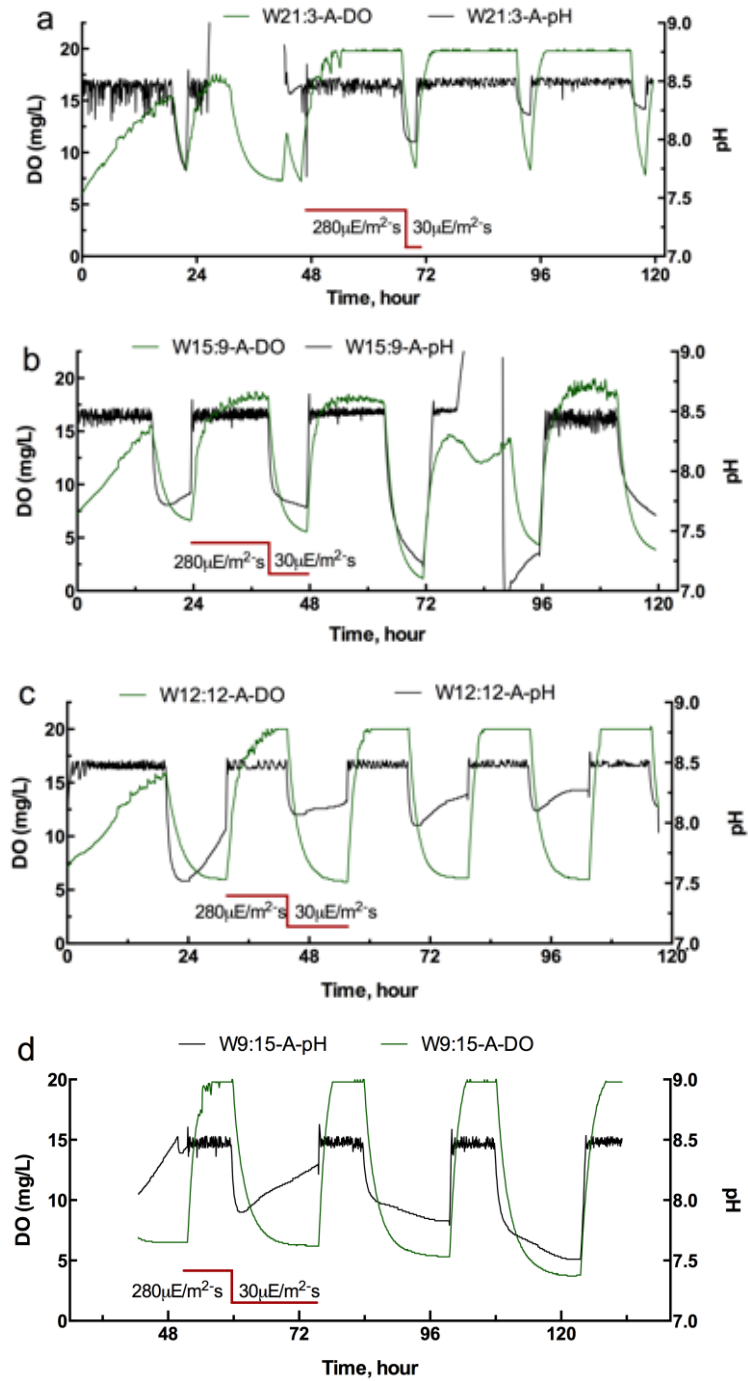 a
W21:3-A-DO W21:3-A-pH
DO (mg/L)
20
15
10
5
0
9.0
8.5
8.0
7.5
7.0
pH
280μE/m²-s 30μE/m²-s
0 24 48 72 96 120
Time, hour
b
W15:9-A-DO W15:9-A-pH
DO (mg/L)
20
15
10
5
0
9.0
8.5
8.0
7.5
7.0
pH
280μE/m²-s 30μE/m²-s
0 24 48 72 96 120
Time, hour
c
W12:12-A-DO W12:12-A-pH
DO (mg/L)
20
15
10
5
0
9.0
8.5
8.0
7.5
7.0
pH
280μE/m²-s 30μE/m²-s
0 24 48 72 96 120
Time, hour
d
W9:15-A-pH W9:15-A-DO
DO (mg/L)
20
15
10
5
0
9.0
8.5
8.0
7.5
7.0
pH
280μE/m²-s 30μE/m²-s
48 72 96 120
Time, hour